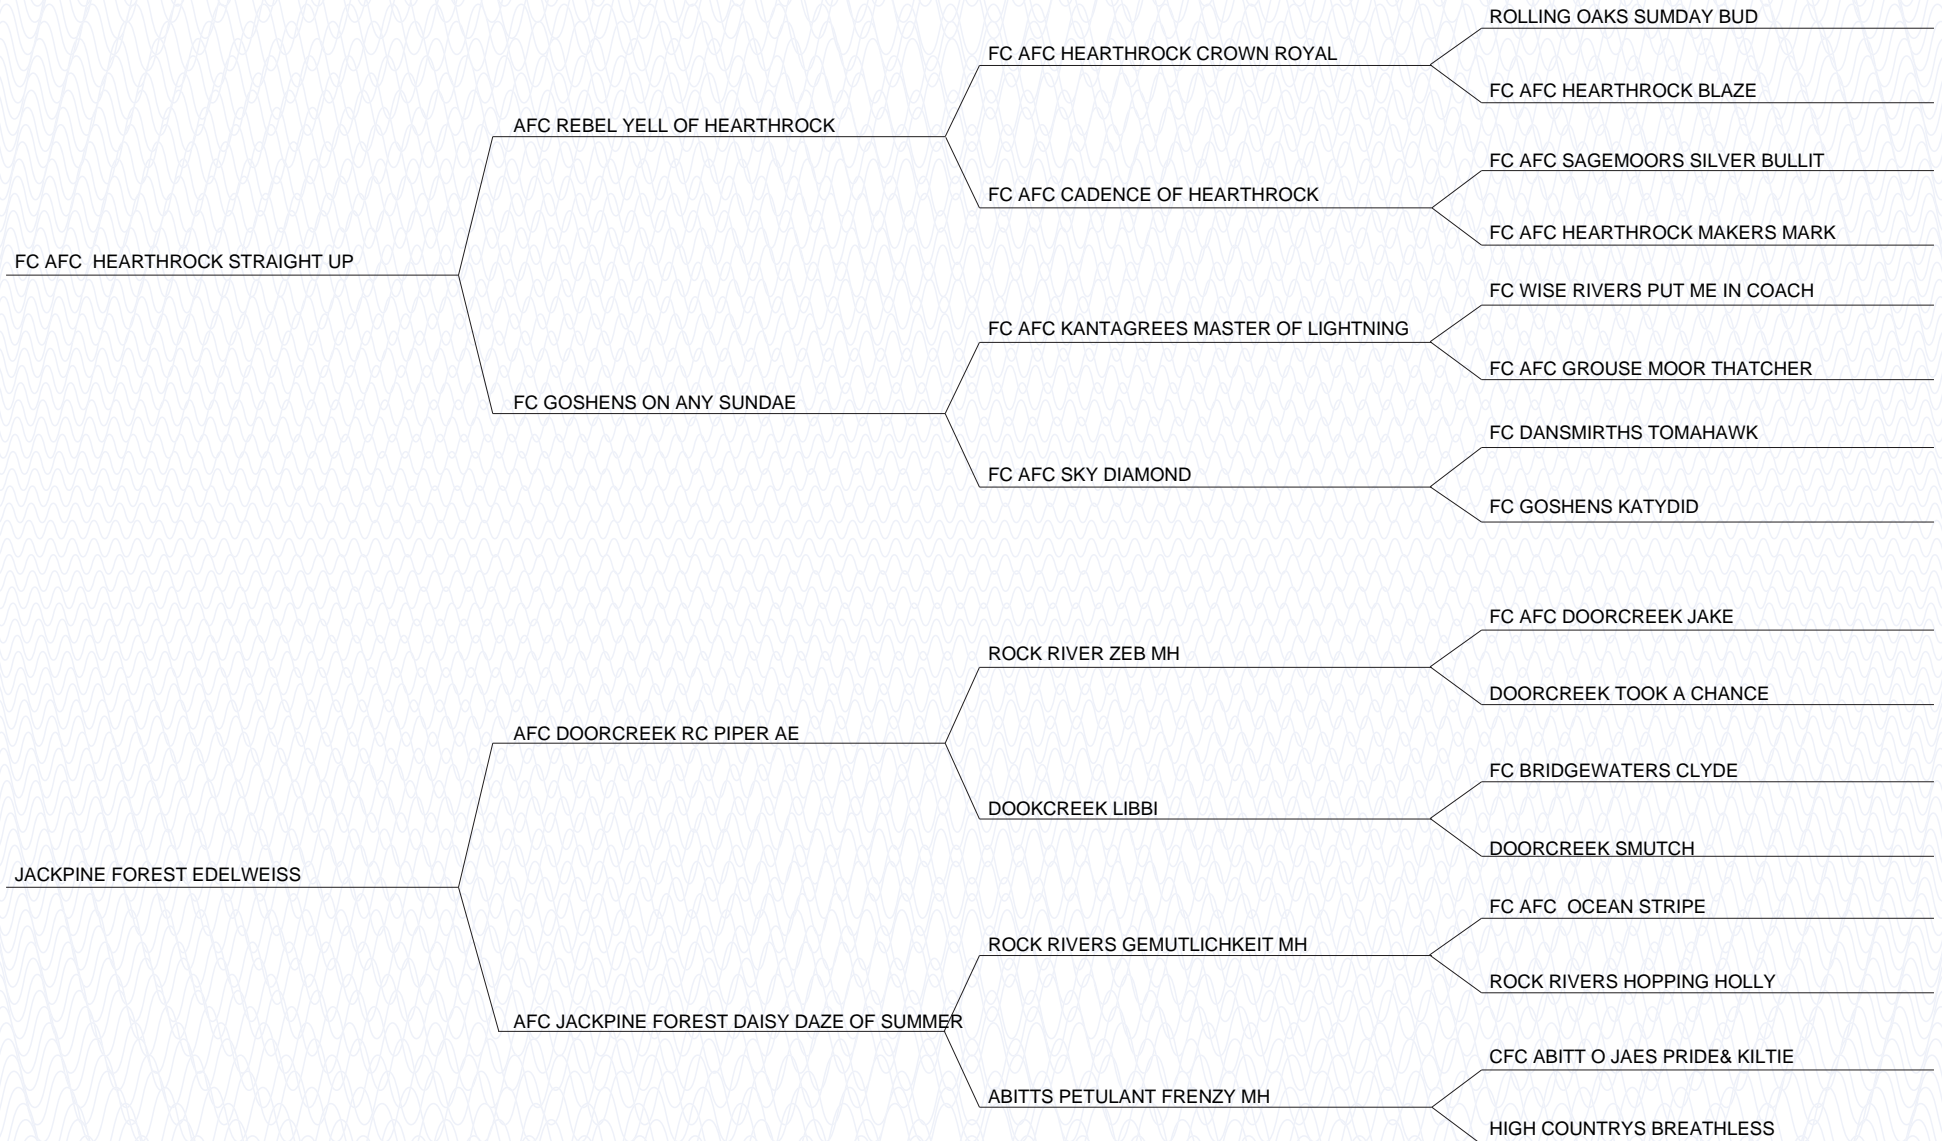 ROLLING OAKS SUMDAY BUD
FC AFC HEARTHROCK CROWN ROYAL
FC AFC HEARTHROCK BLAZE
AFC REBEL YELL OF HEARTHROCK
FC AFC SAGEMOORS SILVER BULLIT
FC AFC CADENCE OF HEARTHROCK
FC AFC HEARTHROCK MAKERS MARK
FC AFC  HEARTHROCK STRAIGHT UP
FC WISE RIVERS PUT ME IN COACH
FC AFC KANTAGREES MASTER OF LIGHTNING
FC AFC GROUSE MOOR THATCHER
FC GOSHENS ON ANY SUNDAE
FC DANSMIRTHS TOMAHAWK
FC AFC SKY DIAMOND
FC GOSHENS KATYDID
FC AFC DOORCREEK JAKE
ROCK RIVER ZEB MH
DOORCREEK TOOK A CHANCE
AFC DOORCREEK RC PIPER AE
FC BRIDGEWATERS CLYDE
DOOKCREEK LIBBI
DOORCREEK SMUTCH
JACKPINE FOREST EDELWEISS
FC AFC  OCEAN STRIPE
ROCK RIVERS GEMUTLICHKEIT MH
ROCK RIVERS HOPPING HOLLY
AFC JACKPINE FOREST DAISY DAZE OF SUMMER
CFC ABITT O JAES PRIDE& KILTIE
ABITTS PETULANT FRENZY MH
HIGH COUNTRYS BREATHLESS